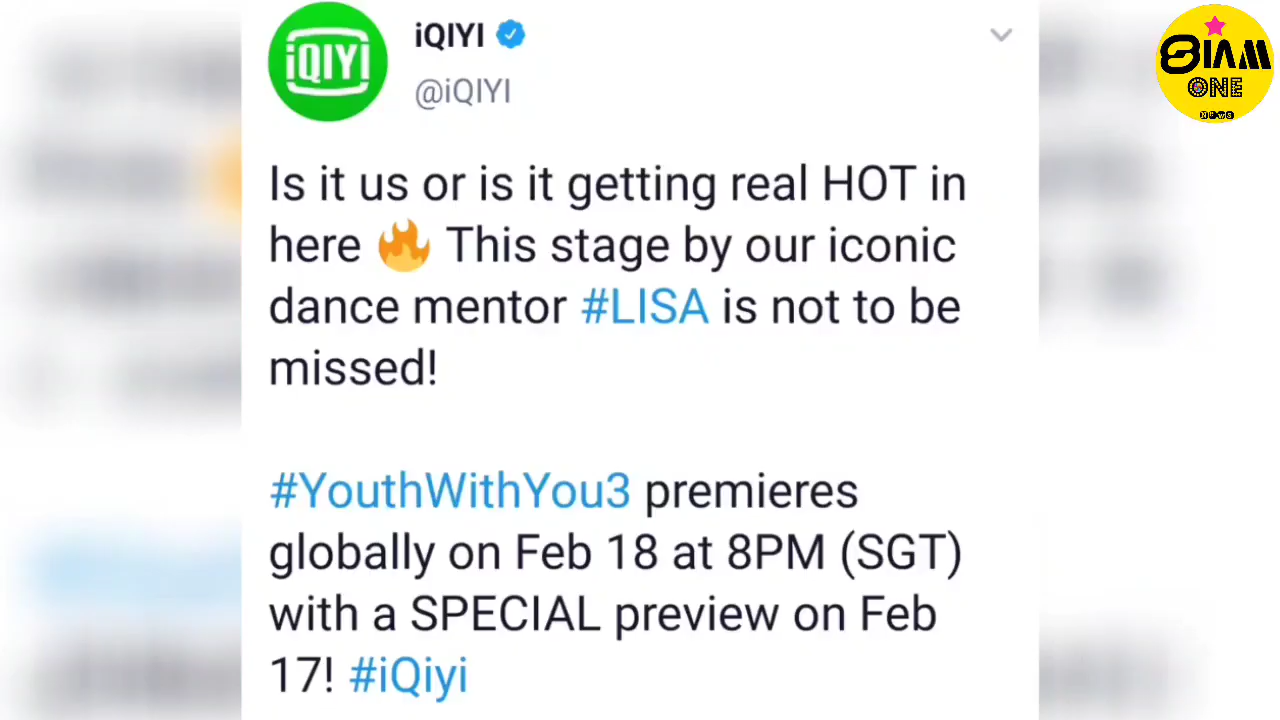 iQIYI
iQIYI
@iQIYI
SIAM
ONE
NEWS
Is it us or is it getting real HOT in
here 🔥 This stage by our iconic
dance mentor #LISA is not to be
missed!
#YouthWithYou3 premieres
globally on Feb 18 at 8PM (SGT)
with a SPECIAL preview on Feb
17! #iQiyi